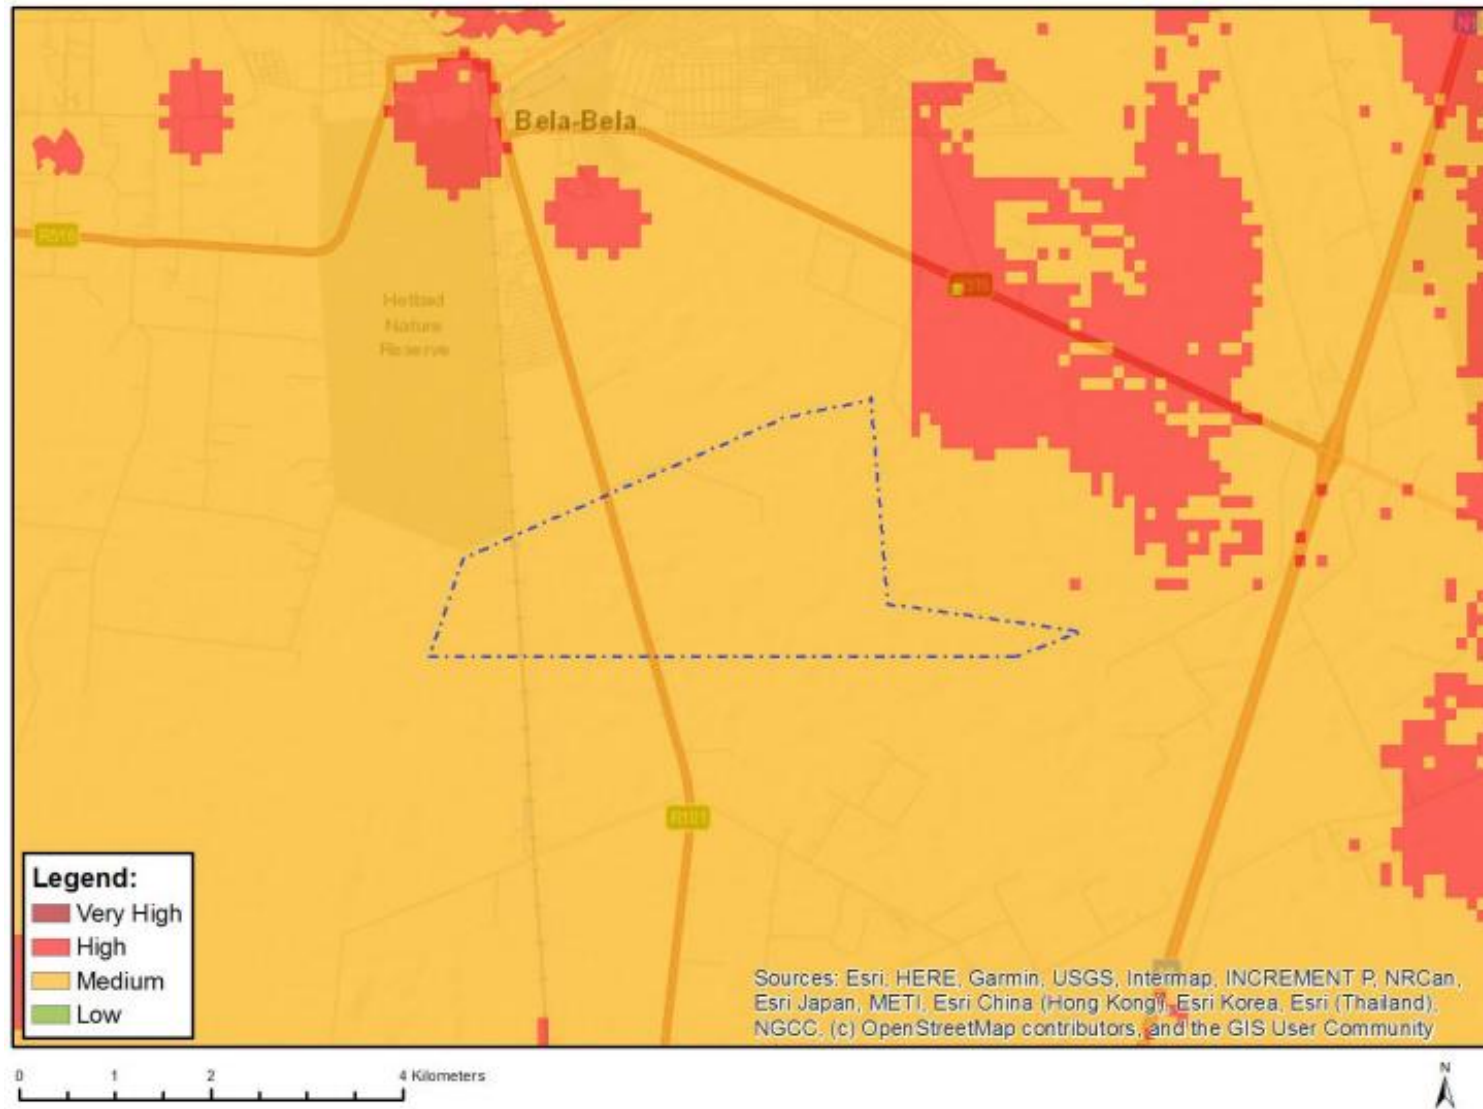 Bela-Bela
R516
Hotbad
Nature
Reserve
R101
Legend:
Very High
High
Medium
Low
Sources: Esri, HERE, Garmin, USGS, Intermap, INCREMENT P, NRCan,
Esri Japan, METI, Esri China (Hong Kong), Esri Korea, Esri (Thailand),
NGCC, (c) OpenStreetMap contributors, and the GIS User Community
0 1 2 4 Kilometers
N